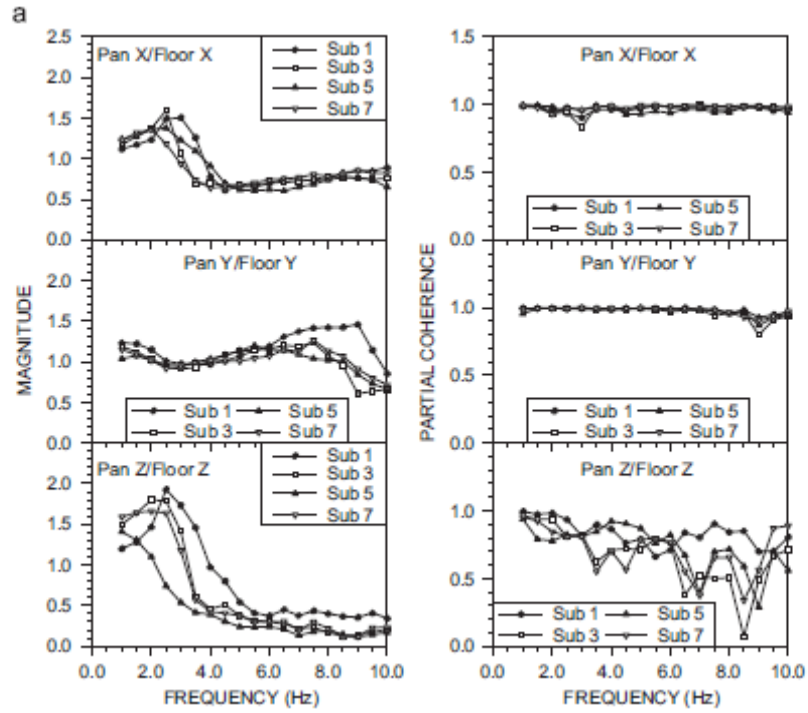 a
MAGNITUDE
2.5
2.0
1.5
1.0
0.5
0.0
Pan X/Floor X
Sub 1
Sub 3
Sub 5
Sub 7
2.0
1.5
1.0
0.5
0.0
Pan Y/Floor Y
Sub 1 Sub 5
Sub 3 Sub 7
2.0
1.5
1.0
0.5
0.0
Pan Z/Floor Z
Sub 1
Sub 3
Sub 5
Sub 7
0.0 2.0 4.0 6.0 8.0 10.0
FREQUENCY (Hz)
PARTIAL COHERENCE
1.5
1.0
0.5
0.0
Pan X/Floor X
Sub 1 Sub 5
Sub 3 Sub 7
1.0
0.5
0.0
Pan Y/Floor Y
Sub 1 Sub 5
Sub 3 Sub 7
1.0
0.5
0.0
Pan Z/Floor Z
Sub 1 Sub 5
Sub 3 Sub 7
0.0 2.0 4.0 6.0 8.0 10.0
FREQUENCY (Hz)